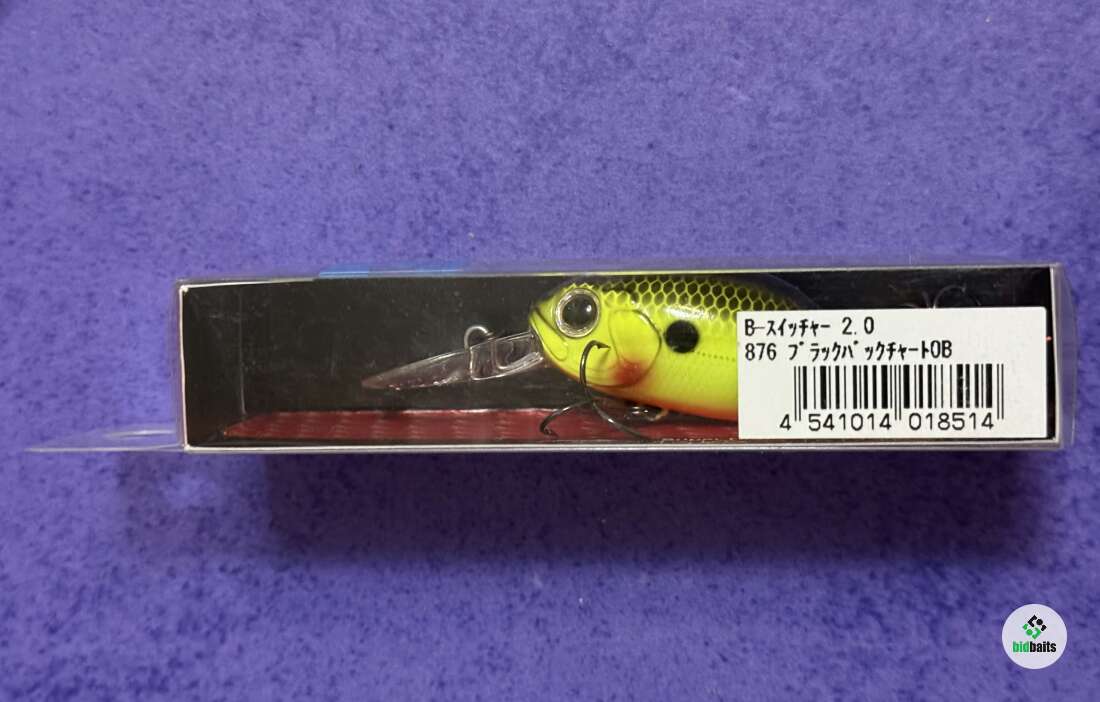 B-ｽｲｯﾁｬｰ 2.0
876 ﾌﾞﾗｯｸﾊﾞｯｸﾁｬｰﾄOB
4 541014 018514
bidbaits